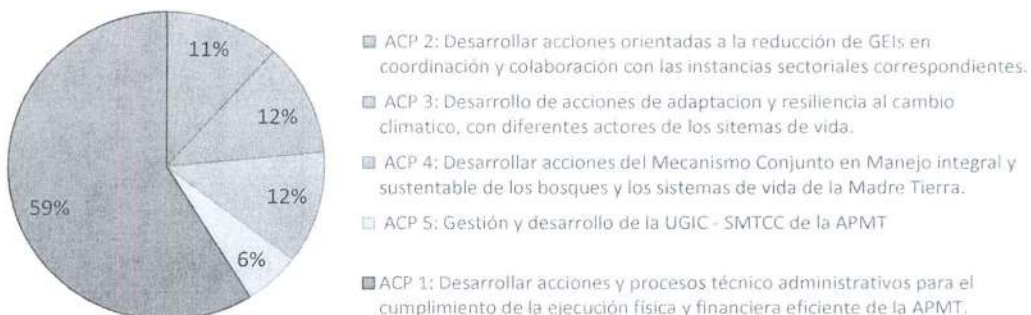 11%
12%
12%
6%
59%
ACP 2: Desarrollar acciones orientadas a la reducción de GEIs en
coordinación y colaboración con las instancias sectoriales correspondientes.
ACP 3: Desarrollo de acciones de adaptacion y resiliencia al cambio
climatico, con diferentes actores de los sitemas de vida.
ACP 4: Desarrollar acciones del Mecanismo Conjunto en Manejo integral y
sustentable de los bosques y los sistemas de vida de la Madre Tierra.
ACP 5: Gestión y desarrollo de la UGIC - SMTCC de la APMT
ACP 1: Desarrollar acciones y procesos técnico administrativos para el
cumplimiento de la ejecución física y financiera eficiente de la APMT.